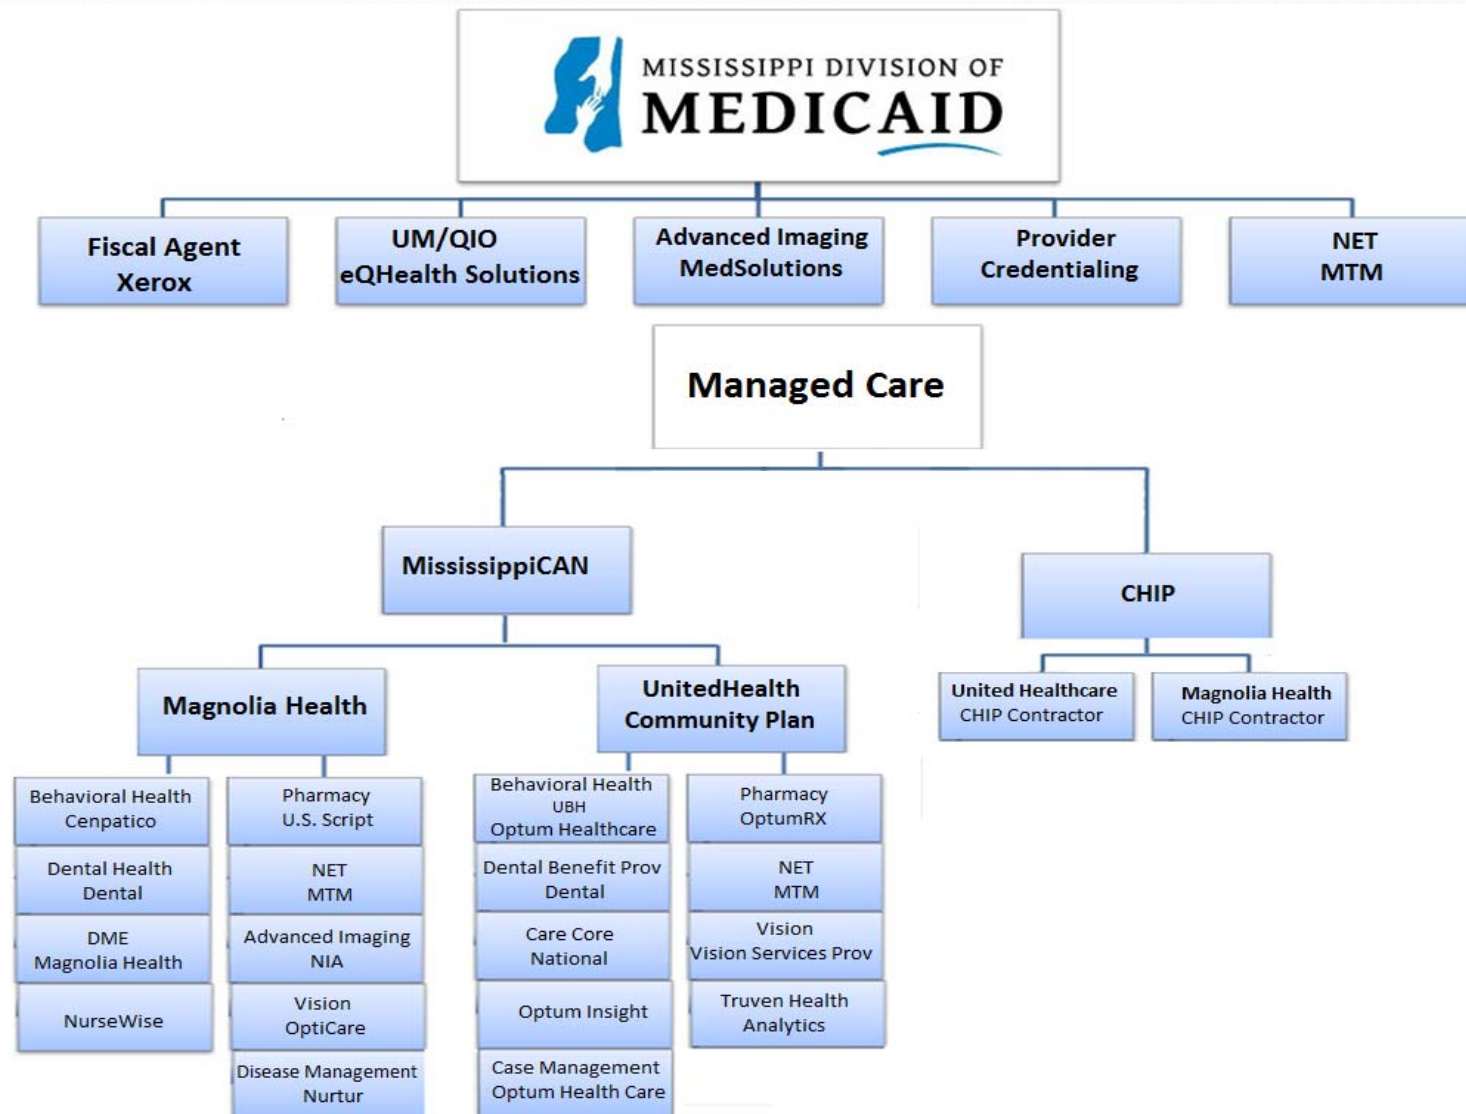 MISSISSIPPI DIVISION OF
MEDICAID
Fiscal Agent
Xerox
UM/QIO
eQHealth Solutions
Advanced Imaging
MedSolutions
Provider
Credentialing
NET
MTM
Managed Care
MississippiCAN
CHIP
Magnolia Health
UnitedHealth
Community Plan
United Healthcare
CHIP Contractor
Magnolia Health
CHIP Contractor
Behavioral Health
Cenpatico
Dental Health
Dental
DME
Magnolia Health
NurseWise
Pharmacy
U.S. Script
NET
MTM
Advanced Imaging
NIA
Vision
OptiCare
Disease Management
Nurtur
Behavioral Health
UBH
Optum Healthcare
Dental Benefit Prov
Dental
Care Core
National
Optum Insight
Case Management
Optum Health Care
Pharmacy
OptumRX
NET
MTM
Vision
Vision Services Prov
Truven Health
Analytics